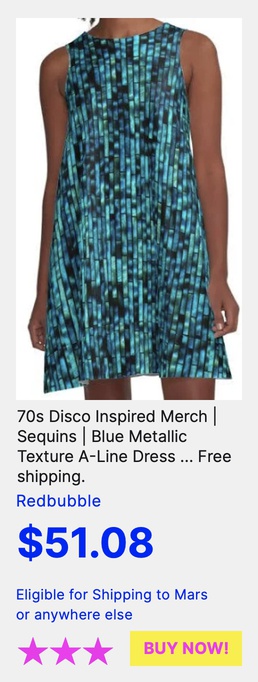 70s Disco Inspired Merch |
Sequins | Blue Metallic
Texture A-Line Dress ... Free
shipping.
Redbubble
$51.08
Eligible for Shipping to Mars
or anywhere else
BUY NOW!